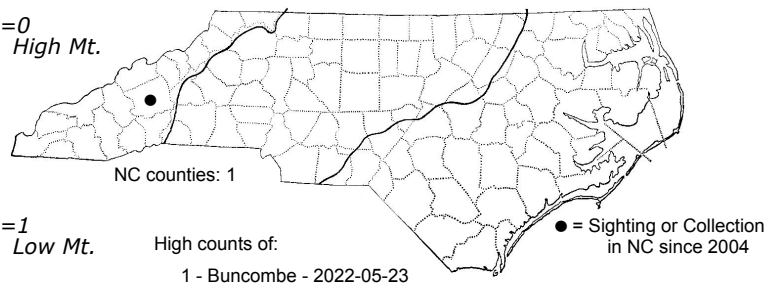 =0
High Mt.
NC counties: 1
=1
Low Mt.
High counts of:
1 - Buncombe - 2022-05-23
● = Sighting or Collection
in NC since 2004